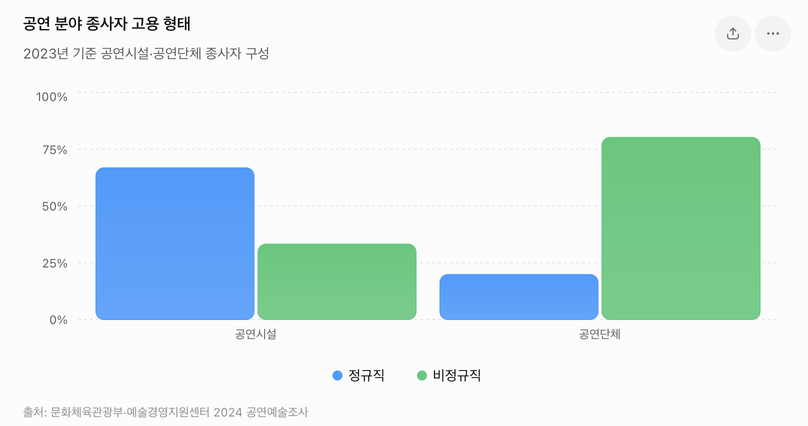 공연 분야 종사자 고용 형태
2023년 기준 공연시설·공연단체 종사자 구성
100%
75%
50%
25%
0%
공연시설
공연단체
정규직
비정규직
출처: 문화체육관광부·예술경영지원센터 2024 공연예술조사